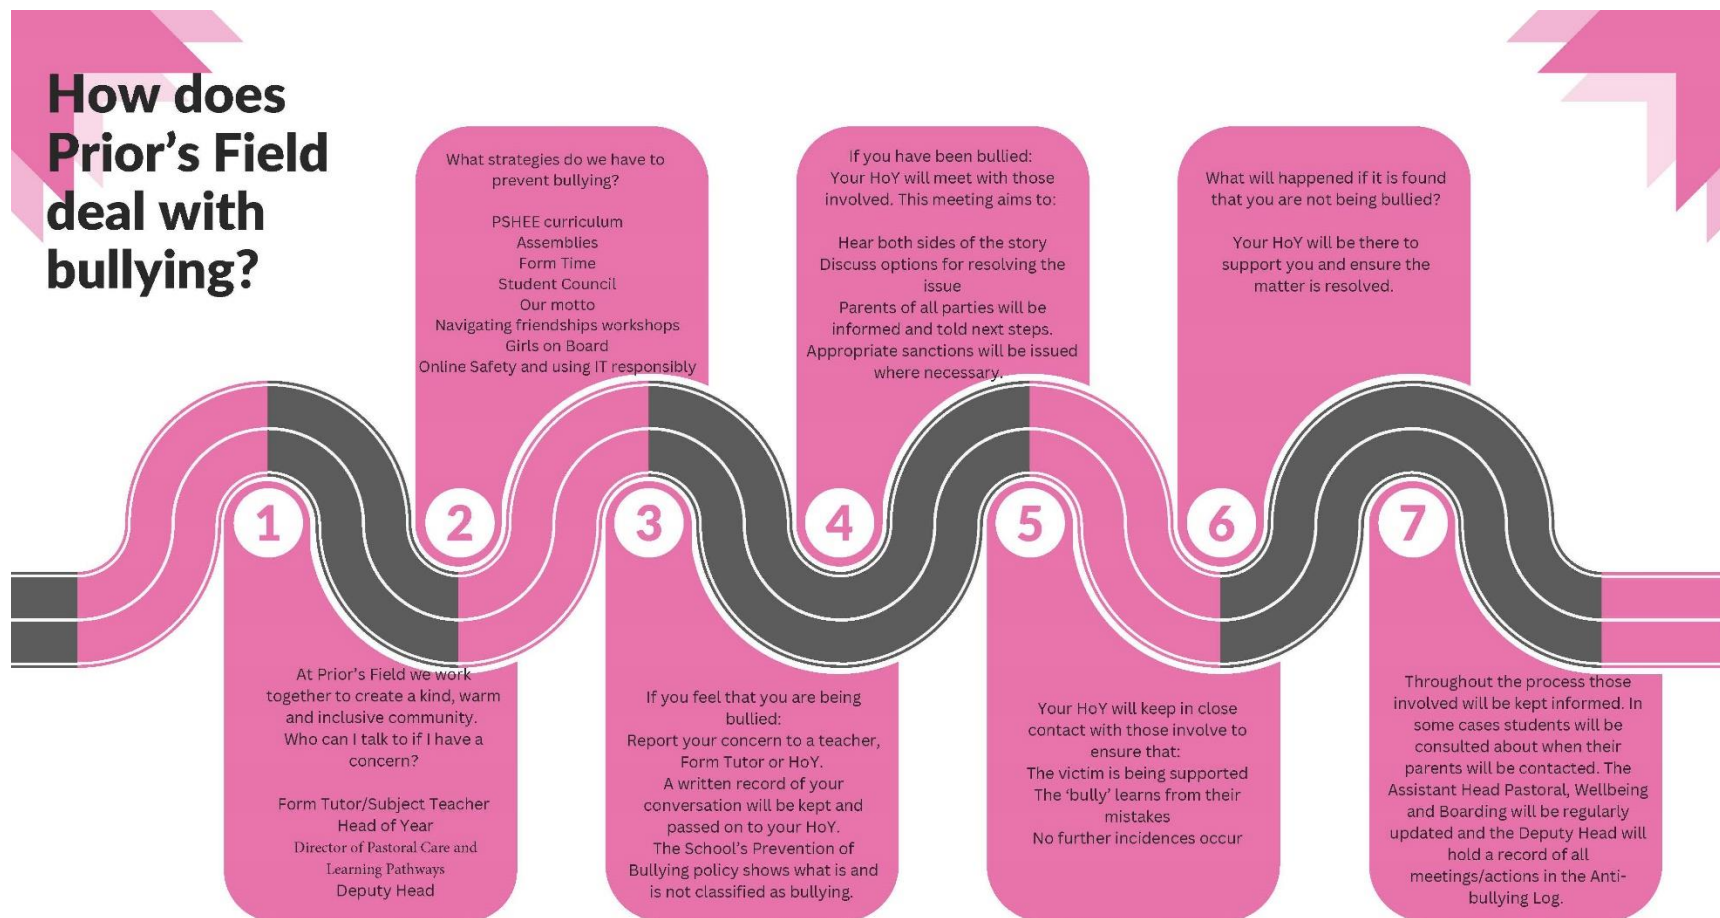 How does
Prior's Field
deal with
bullying?
1
At Prior's Field we work
together to create a kind, warm
and inclusive community.
Who can I talk to if I have a
concern?
Form Tutor/Subject Teacher
Head of Year
Director of Pastoral Care and
Learning Pathways
Deputy Head
What strategies do we have to
prevent bullying?
PSHEE curriculum
Assemblies
Form Time
Student Council
Our motto
Navigating friendships workshops
Girls on Board
Online Safety and using IT responsibly
2
3
If you feel that you are being
bullied:
Report your concern to a teacher,
Form Tutor or HoY.
A written record of your
conversation will be kept and
passed on to your HoY.
The School's Prevention of
Bullying policy shows what is and
is not classified as bullying.
If you have been bullied:
Your HoY will meet with those
involved. This meeting aims to:
Hear both sides of the story
Discuss options for resolving the
issue
Parents of all parties will be
informed and told next steps.
Appropriate sanctions will be issued
where necessary.
4
5
Your HoY will keep in close
contact with those involve to
ensure that:
The victim is being supported
The 'bully' learns from their
mistakes
No further incidences occur
What will happened if it is found
that you are not being bullied?
Your HoY will be there to
support you and ensure the
matter is resolved.
6
7
Throughout the process those
involved will be kept informed. In
some cases students will be
consulted about when their
parents will be contacted. The
Assistant Head Pastoral, Wellbeing
and Boarding will be regularly
updated and the Deputy Head will
hold a record of all
meetings/actions in the Anti-
bullying Log.